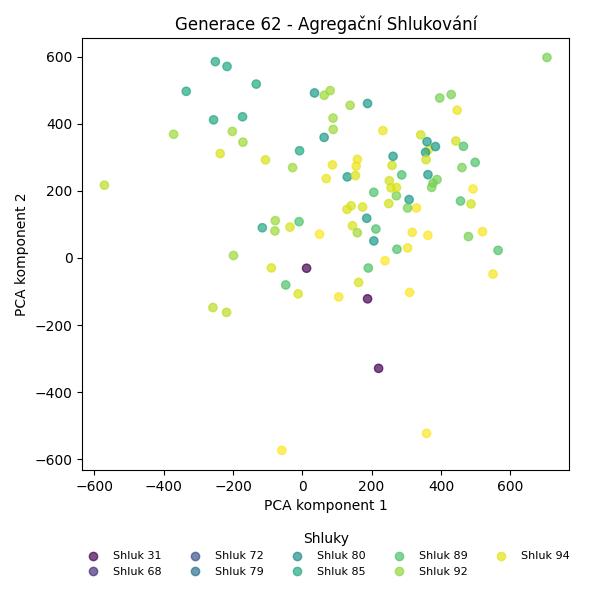 Generace 62 - Agregační Shlukování
PCA komponent 2
600
400
200
0
−200
−400
−600
−600 −400 −200 0 200 400 600
PCA komponent 1
Shluky
Shluk 31 Shluk 72 Shluk 80 Shluk 89 Shluk 94
Shluk 68 Shluk 79 Shluk 85 Shluk 92